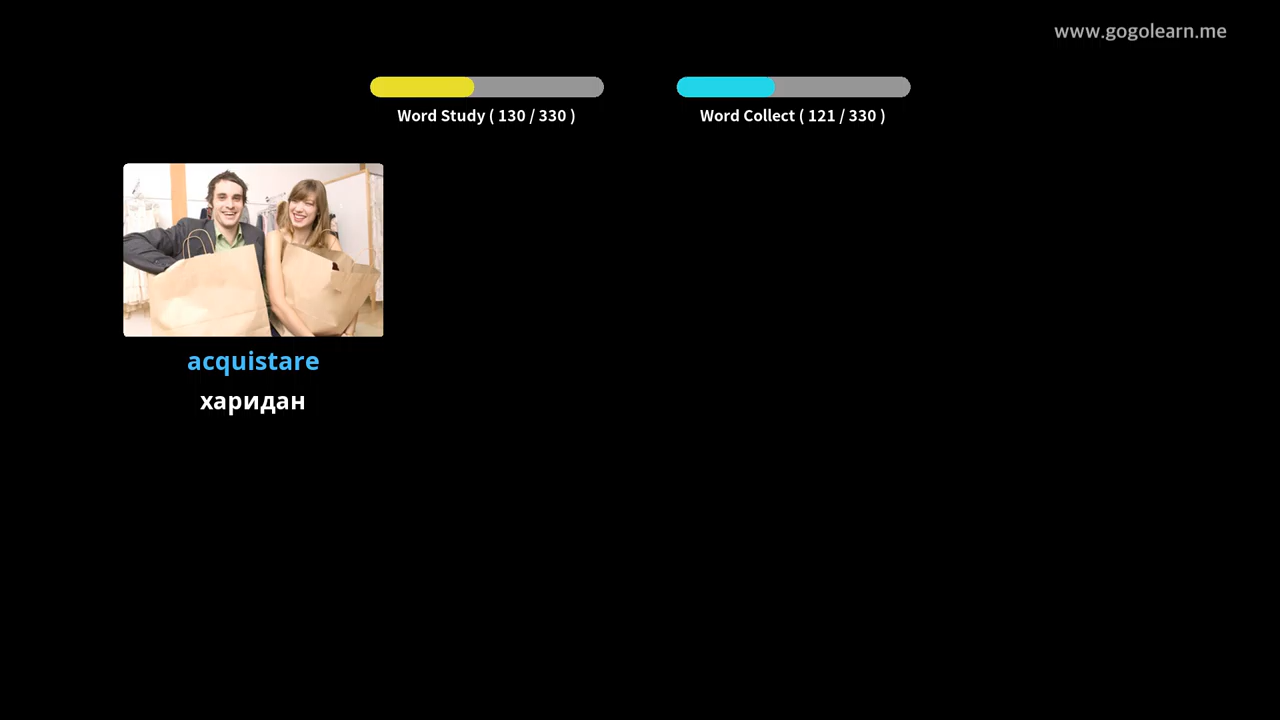 www.gogolearn.me
Word Study ( 130 / 330 )
Word Collect ( 121 / 330 )
acquistare
харидан